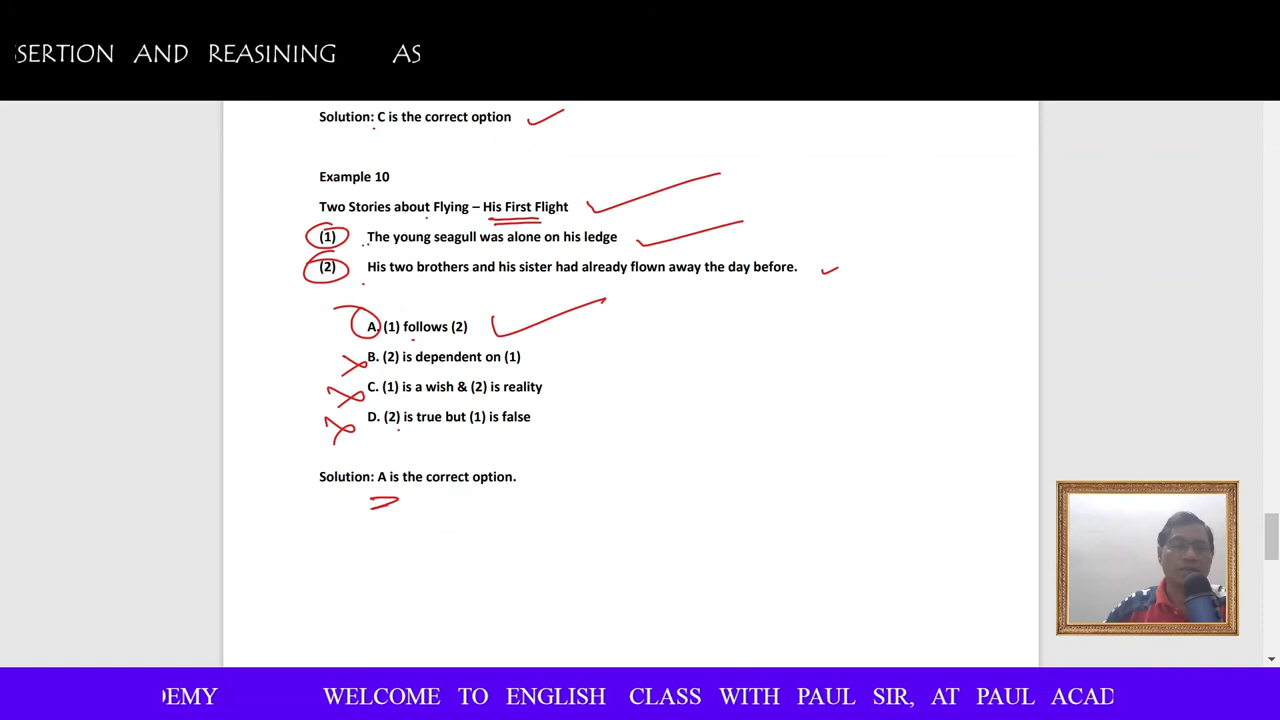 SSERTION AND REASINING AS
Solution: C is the correct option
Example 10
Two Stories about Flying – His First Flight
(1) The young seagull was alone on his ledge
(2) His two brothers and his sister had already flown away the day before.
A. (1) follows (2)
B. (2) is dependent on (1)
C. (1) is a wish & (2) is reality
D. (2) is true but (1) is false
Solution: A is the correct option.
DEMY WELCOME TO ENGLISH CLASS WITH PAUL SIR, AT PAUL ACAD